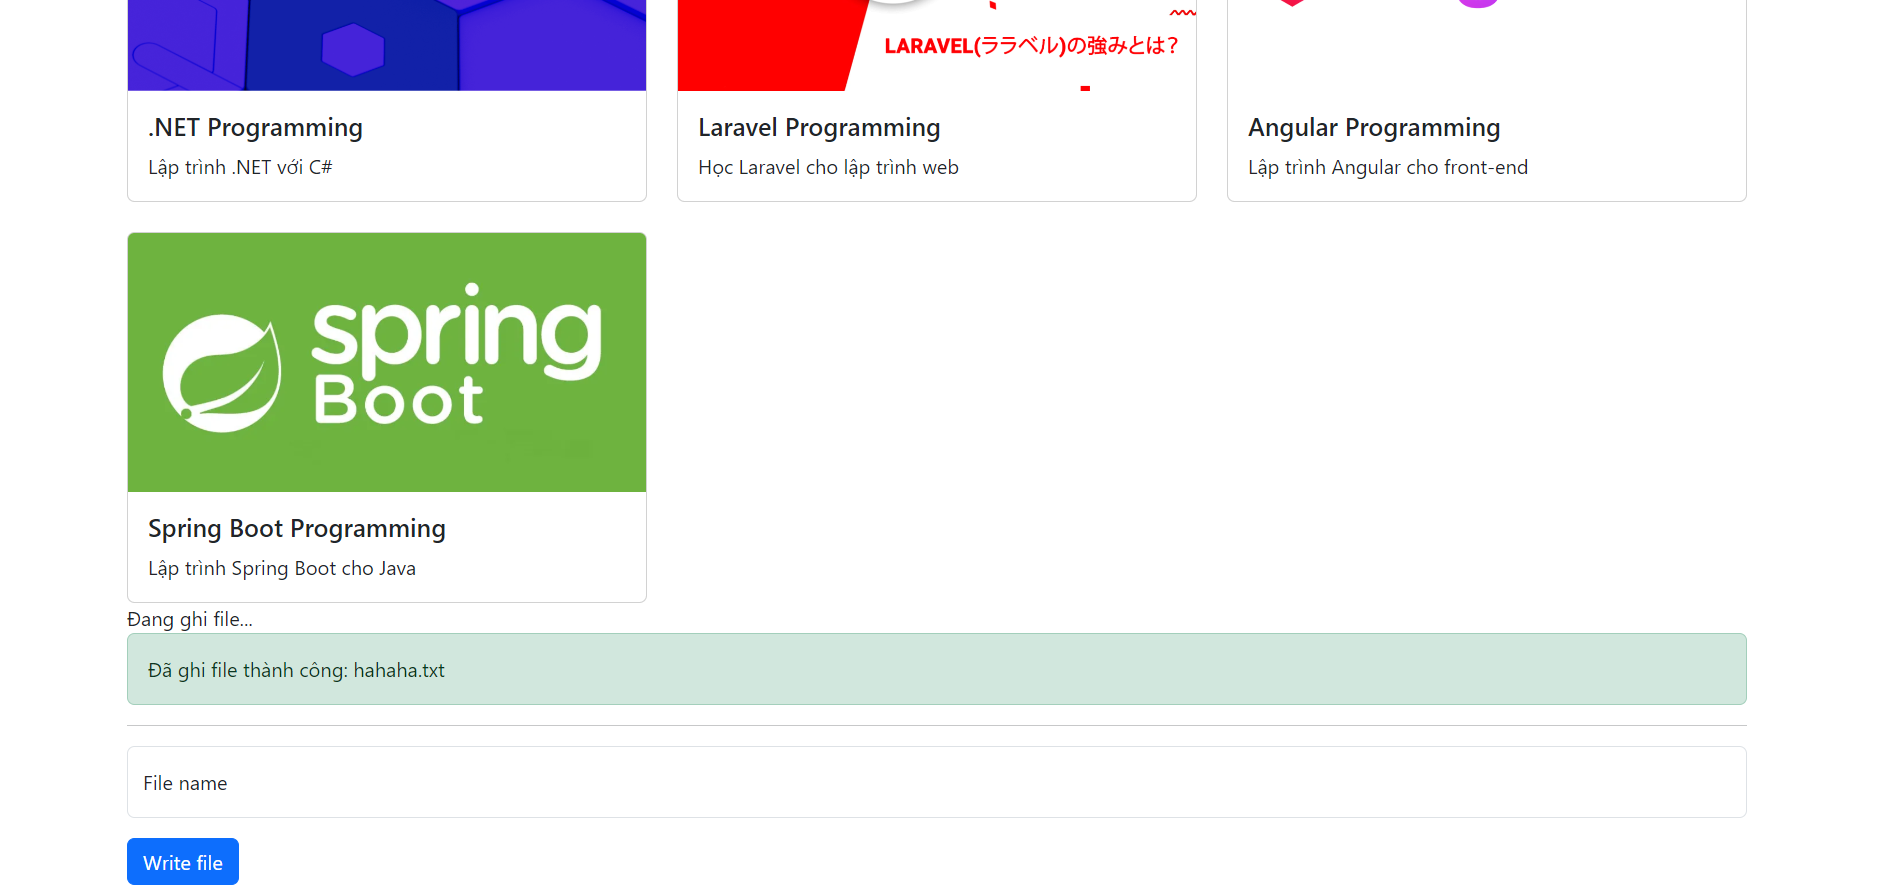 LARAVEL(ララベル)の強みとは?
.NET Programming
Lập trình .NET với C#
Laravel Programming
Học Laravel cho lập trình web
Angular Programming
Lập trình Angular cho front-end
spring
Boot
Spring Boot Programming
Lập trình Spring Boot cho Java
Đang ghi file...
Đã ghi file thành công: hahaha.txt
File name
Write file